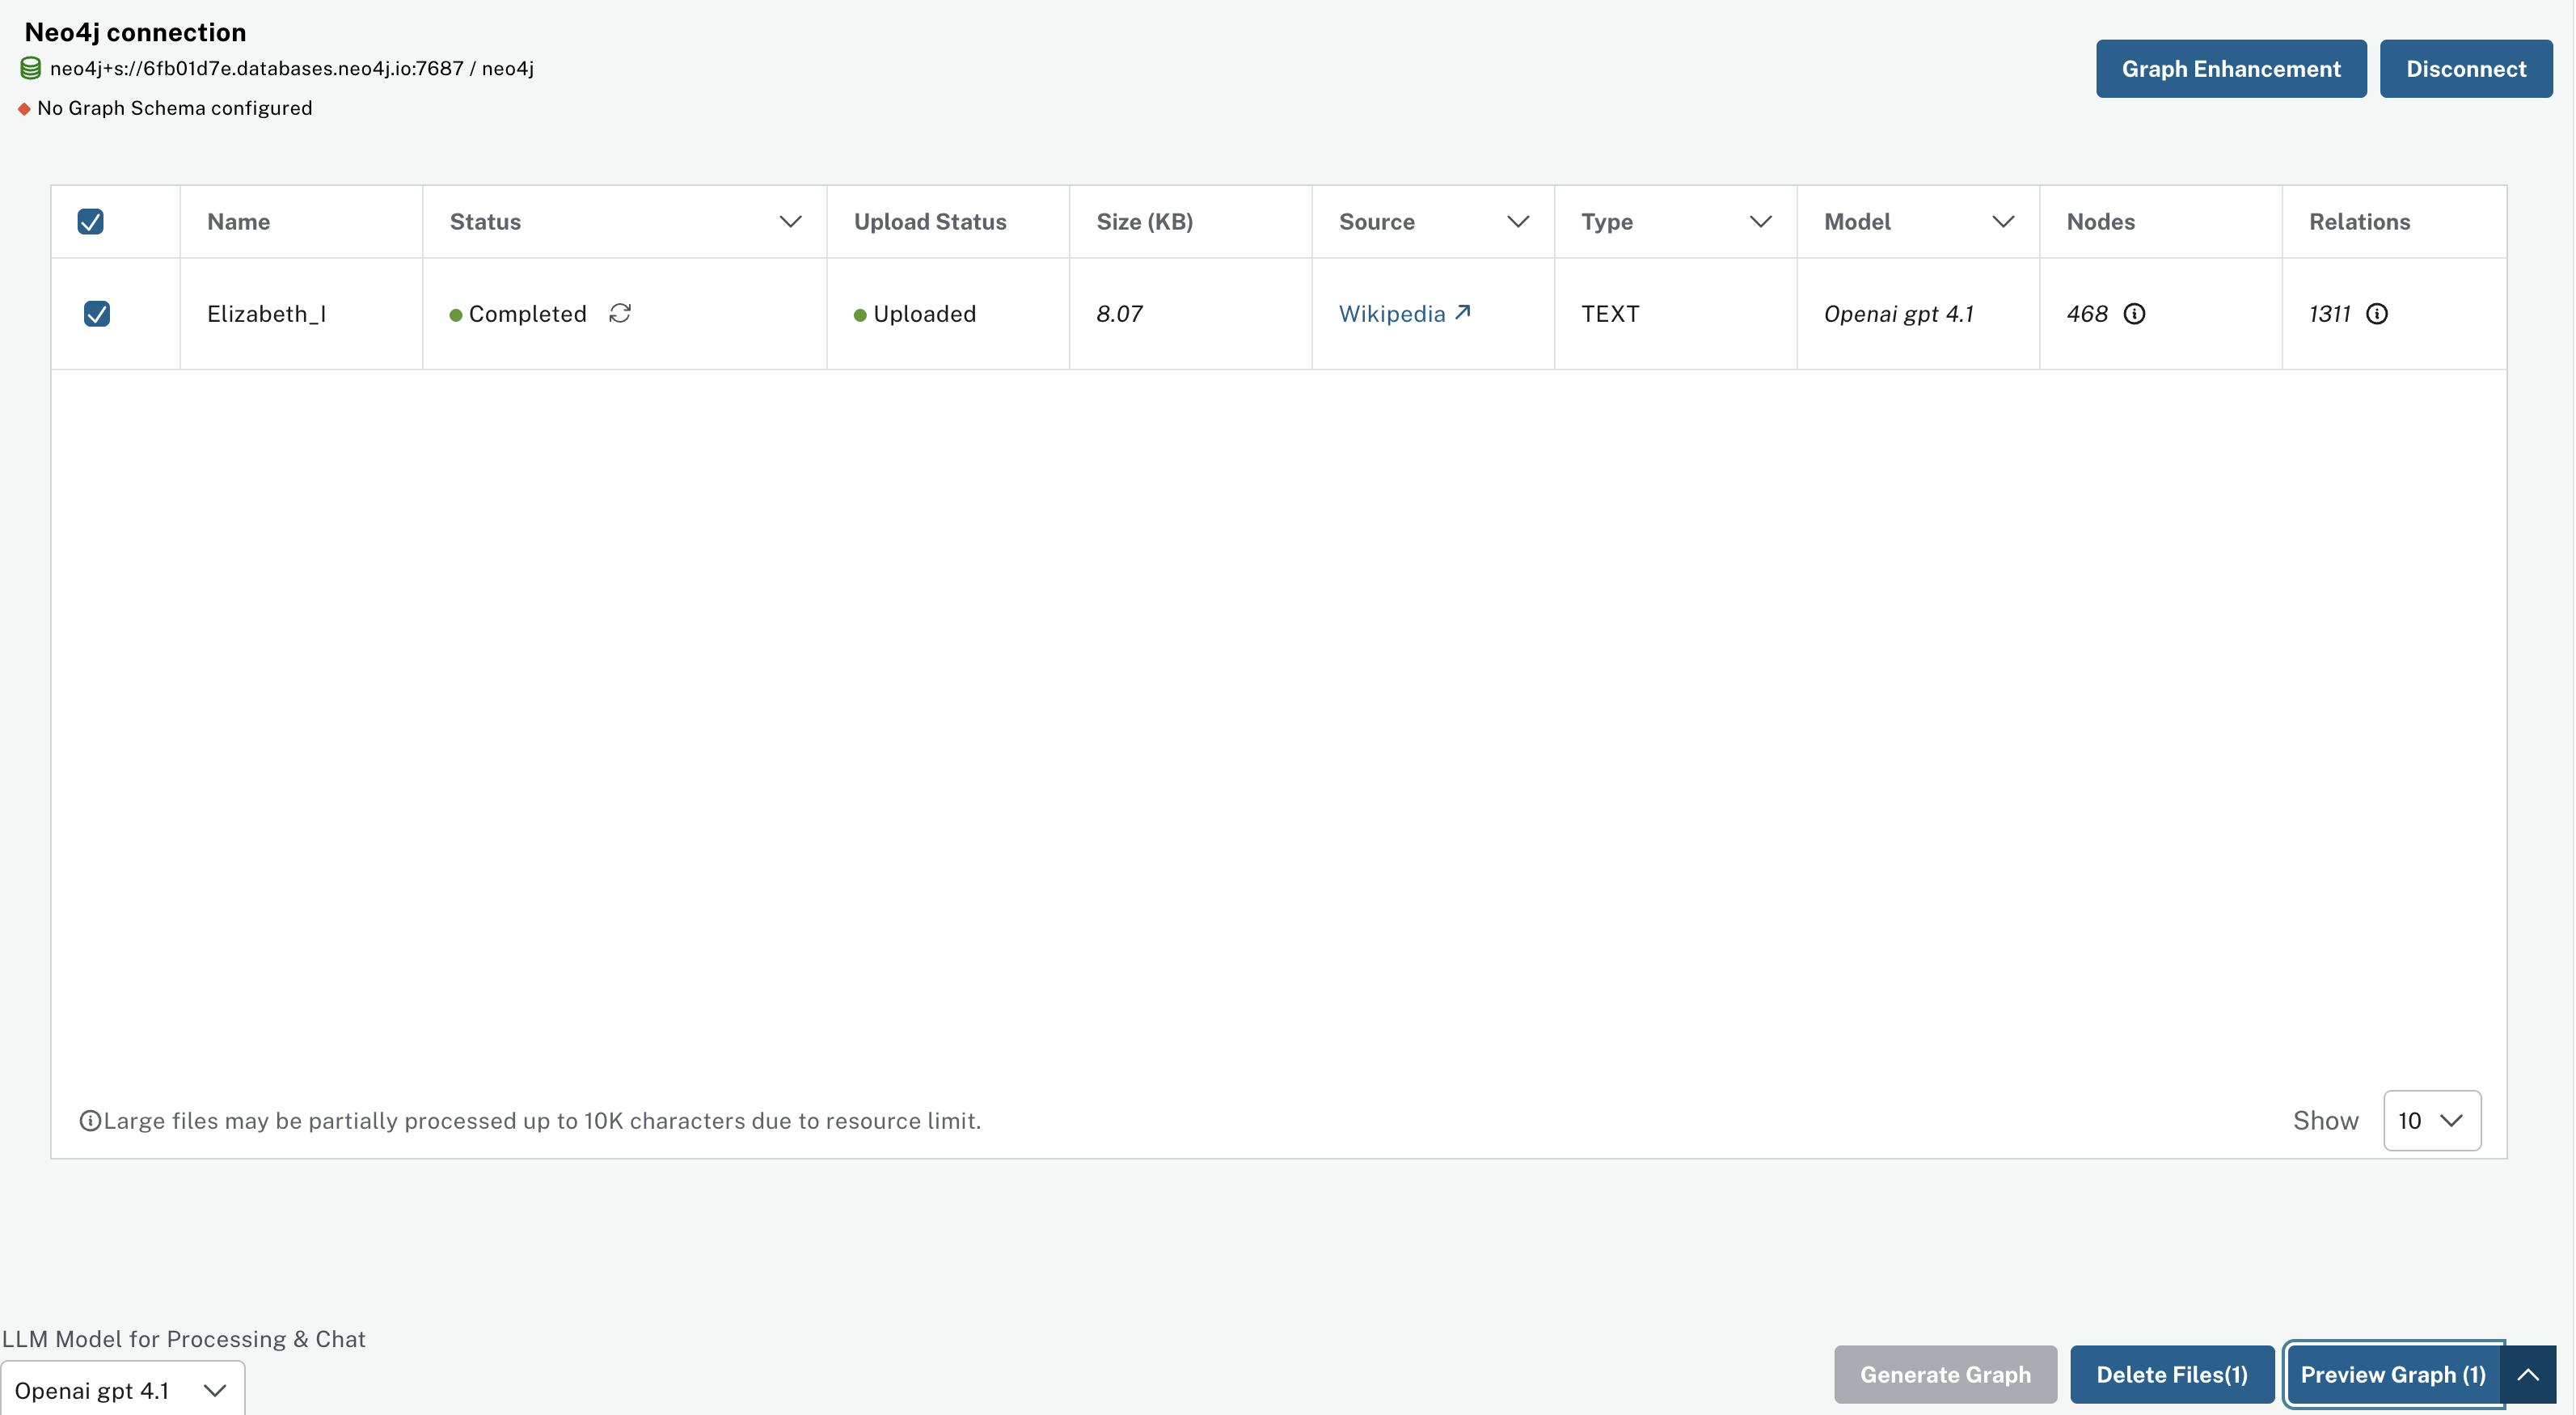 Neo4j connection
neo4j+s://6fb01d7e.databases.neo4j.io:7687 / neo4j
No Graph Schema configured
Graph Enhancement
Disconnect
Name Status Upload Status Size (KB) Source Type Model Nodes Relations
Elizabeth_I Completed Uploaded 8.07 Wikipedia TEXT Openai gpt 4.1 468 1311
Large files may be partially processed up to 10K characters due to resource limit.
Show 10
LLM Model for Processing & Chat
Openai gpt 4.1
Generate Graph
Delete Files(1)
Preview Graph (1)